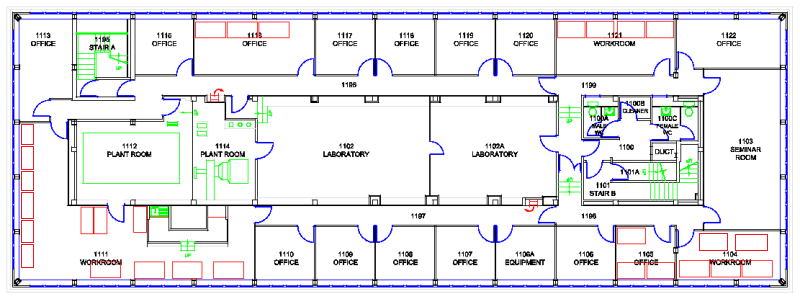 1113
OFFICE
1195
STAIR A
1115
OFFICE
1116
OFFICE
1117
OFFICE
1118
OFFICE
1119
OFFICE
1120
OFFICE
1121
WORKROOM
1122
OFFICE
1198
1199
1100B
CLEANER
1100A
MALE
WC
1100C
FEMALE
WC
1112
PLANT ROOM
1114
PLANT ROOM
1102
LABORATORY
1102A
LABORATORY
1100
DUCT
1103
SEMINAR
ROOM
1101A
1101
STAIR B
1197
1196
1111
WORKROOM
1110
OFFICE
1109
OFFICE
1108
OFFICE
1107
OFFICE
1106A
EQUIPMENT
1106
OFFICE
1105
OFFICE
1104
WORKROOM